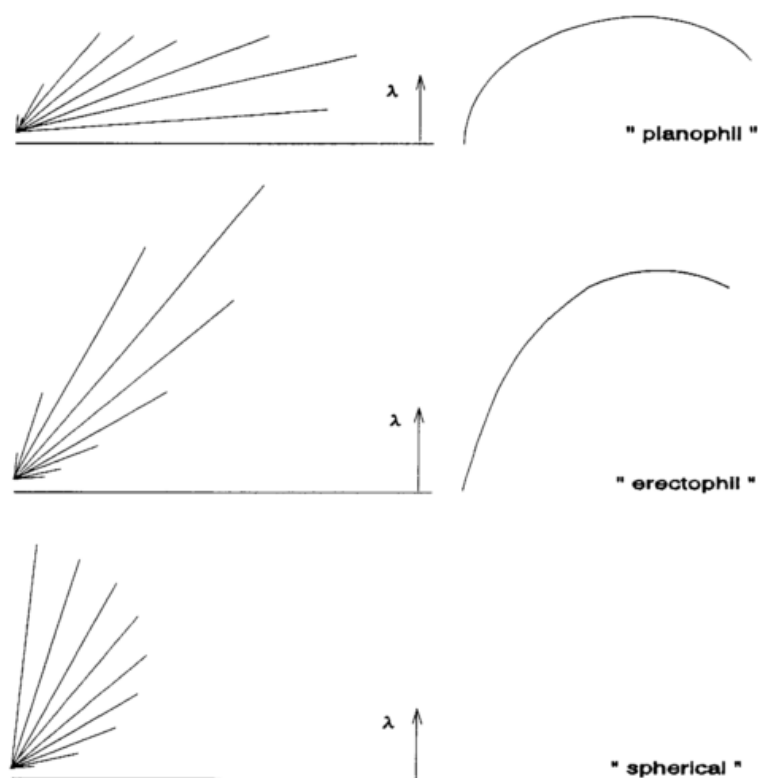 λ
" planophil "
λ
" erectophil "
λ
" spherical "